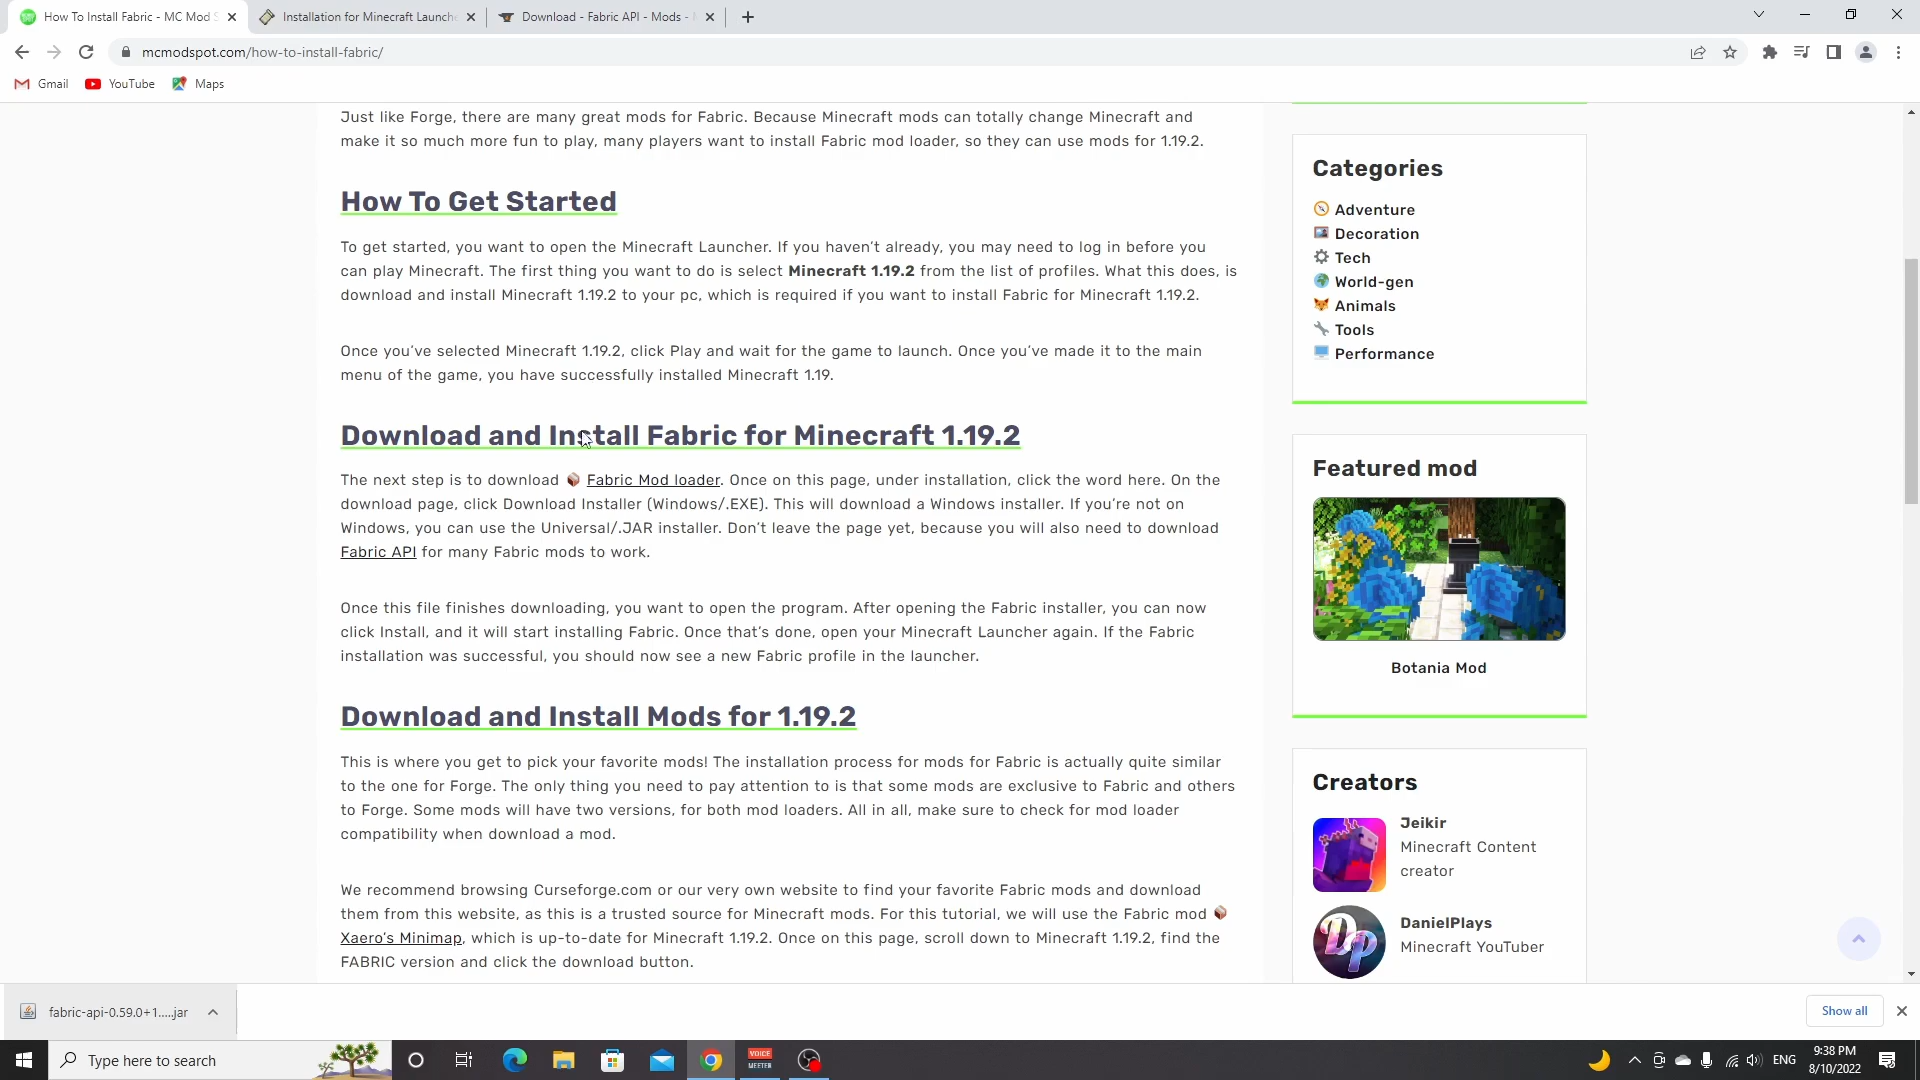 How To Install Fabric - MC Mod S
Installation for Minecraft Launche
Download - Fabric API - Mods -
mcmodspot.com/how-to-install-fabric/
Gmail
YouTube
Maps
Just like Forge, there are many great mods for Fabric. Because Minecraft mods can totally change Minecraft and
make it so much more fun to play, many players want to install Fabric mod loader, so they can use mods for 1.19.2.
How To Get Started
To get started, you want to open the Minecraft Launcher. If you haven't already, you may need to log in before you
can play Minecraft. The first thing you want to do is select Minecraft 1.19.2 from the list of profiles. What this does, is
download and install Minecraft 1.19.2 to your pc, which is required if you want to install Fabric for Minecraft 1.19.2.
Once you've selected Minecraft 1.19.2, click Play and wait for the game to launch. Once you've made it to the main
menu of the game, you have successfully installed Minecraft 1.19.
Download and Install Fabric for Minecraft 1.19.2
The next step is to download Fabric Mod loader. Once on this page, under installation, click the word here. On the
download page, click Download Installer (Windows/.EXE). This will download a Windows installer. If you're not on
Windows, you can use the Universal/.JAR installer. Don't leave the page yet, because you will also need to download
Fabric API for many Fabric mods to work.
Once this file finishes downloading, you want to open the program. After opening the Fabric installer, you can now
click Install, and it will start installing Fabric. Once that's done, open your Minecraft Launcher again. If the Fabric
installation was successful, you should now see a new Fabric profile in the launcher.
Download and Install Mods for 1.19.2
This is where you get to pick your favorite mods! The installation process for mods for Fabric is actually quite similar
to the one for Forge. The only thing you need to pay attention to is that some mods are exclusive to Fabric and others
to Forge. Some mods will have two versions, for both mod loaders. All in all, make sure to check for mod loader
compatibility when download a mod.
We recommend browsing Curseforge.com or our very own website to find your favorite Fabric mods and download
them from this website, as this is a trusted source for Minecraft mods. For this tutorial, we will use the Fabric mod
Xaero's Minimap, which is up-to-date for Minecraft 1.19.2. Once on this page, scroll down to Minecraft 1.19.2, find the
FABRIC version and click the download button.
Categories
Adventure
Decoration
Tech
World-gen
Animals
Tools
Performance
Featured mod
Botania Mod
Creators
Jeikir
Minecraft Content
creator
DP
DanielPlays
Minecraft YouTuber
fabric-api-0.59.0+1.....jar
Show all
Type here to search
VOICE
MEETER
ENG
9:38 PM
8/10/2022